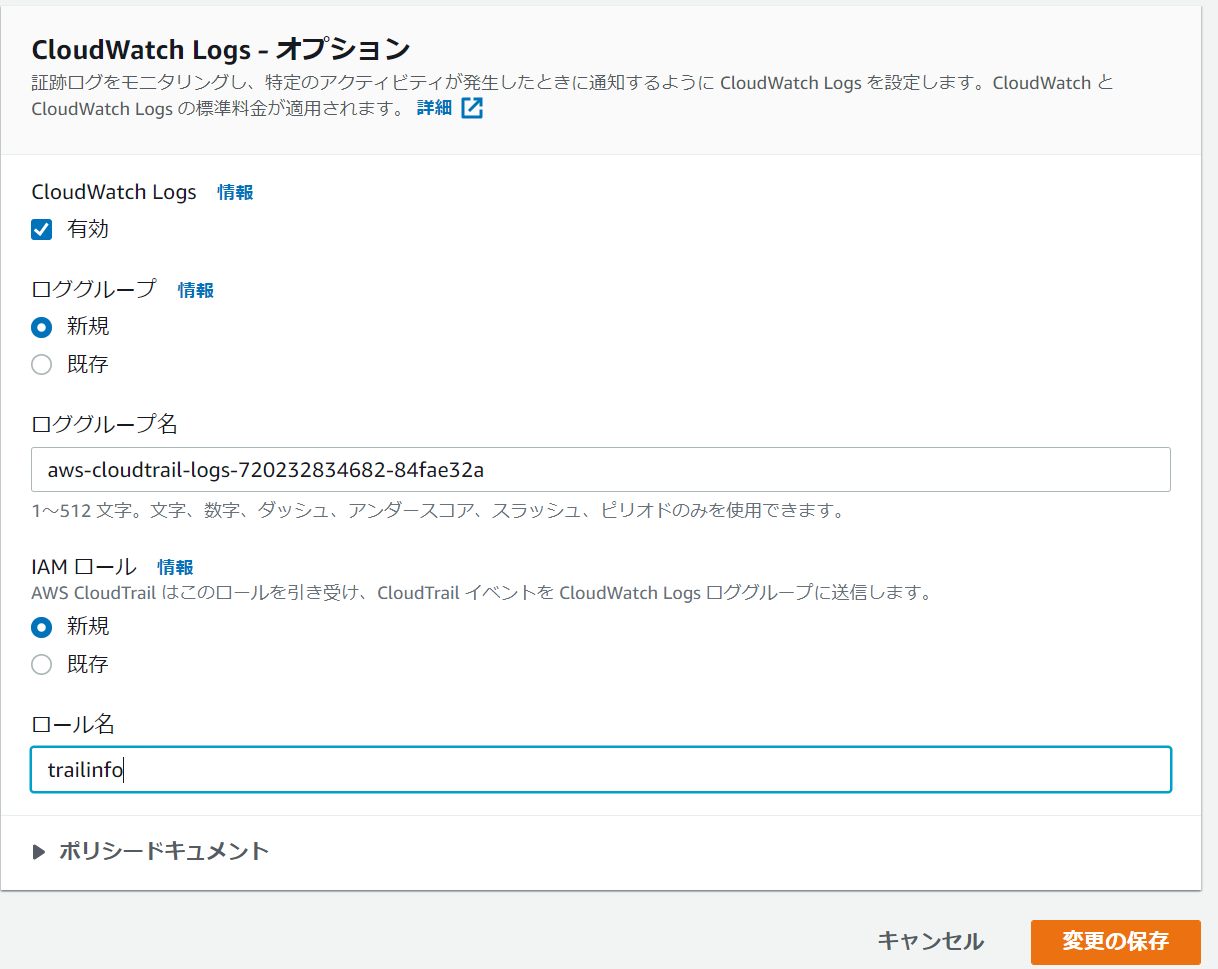 CloudWatch Logs - オプション
証跡ログをモニタリングし、特定のアクティビティが発生したときに通知するように CloudWatch Logs を設定します。CloudWatch と
CloudWatch Logs の標準料金が適用されます。 詳細
CloudWatch Logs 情報
有効
ロググループ 情報
新規
既存
ロググループ名
aws-cloudtrail-logs-720232834682-84fae32a
1～512 文字。文字、数字、ダッシュ、アンダースコア、スラッシュ、ピリオドのみを使用できます。
IAM ロール 情報
AWS CloudTrail はこのロールを引き受け、CloudTrail イベントを CloudWatch Logs ロググループに送信します。
新規
既存
ロール名
trailinfo
ポリシードキュメント
キャンセル 変更の保存